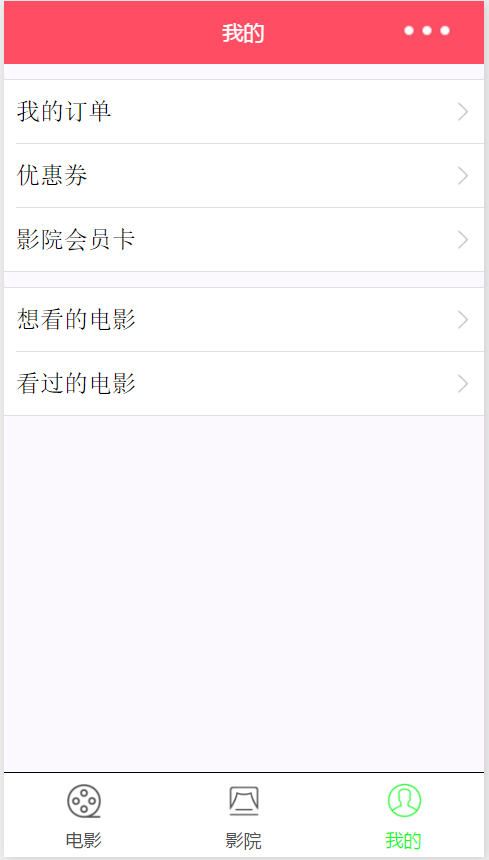 我的
我的订单
优惠券
影院会员卡
想看的电影
看过的电影
电影 影院 我的